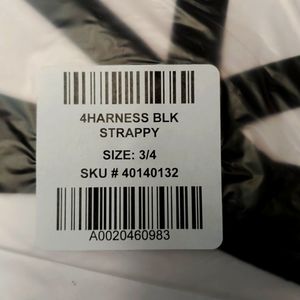 4HARNESS BLK
STRAPPY
SIZE: 3/4
SKU # 40140132
A0020460983